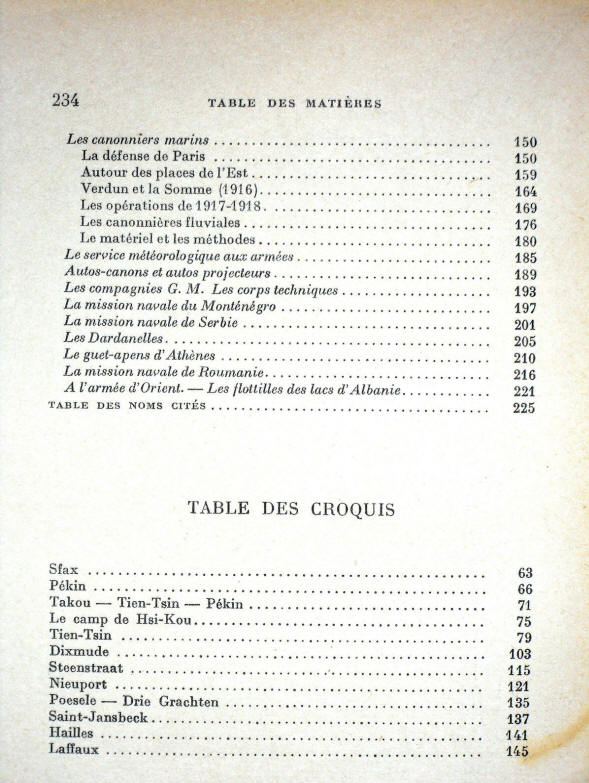 234 TABLE DES MATIÈRES
Les canonniers marins ................................ 150
La défense de Paris ................................ 150
Autour des places de l'Est ................................ 159
Verdun et la Somme (1916) ................................ 164
Les opérations de 1917-1918 ................................ 169
Les canonnières fluviales ................................ 176
Le matériel et les méthodes ................................ 180
Le service météorologique aux armées ................................ 185
Autos-canons et autos projecteurs ................................ 189
Les compagnies G. M. Les corps techniques ................................ 193
La mission navale du Monténégro ................................ 197
La mission navale de Serbie ................................ 201
Les Dardanelles ................................ 205
Le guet-apens d'Athènes ................................ 210
La mission navale de Roumanie ................................ 216
A l'armée d'Orient. — Les flottilles des lacs d'Albanie ................................ 221
TABLE DES NOMS CITÉS ................................ 225
TABLE DES CROQUIS
Sfax ................................ 63
Pékin ................................ 66
Takou — Tien-Tsin — Pékin ................................ 71
Le camp de Hsi-Kou ................................ 75
Tien-Tsin ................................ 79
Dixmude ................................ 103
Steenstraat ................................ 115
Nieuport ................................ 121
Poesele — Drie Grachten ................................ 135
Saint-Jansbeck ................................ 137
Hailles ................................ 141
Laffaux ................................ 145